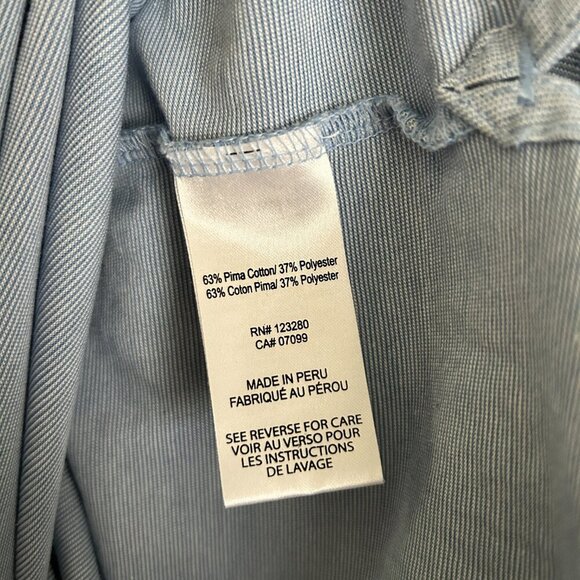 63% Pima Cotton/ 37% Polyester
63% Coton Pima/ 37% Polyester
RN# 123280
CA# 07099
MADE IN PERU
FABRIQUÉ AU PÉROU
SEE REVERSE FOR CARE
VOIR AU VERSO POUR
LES INSTRUCTIONS
DE LAVAGE